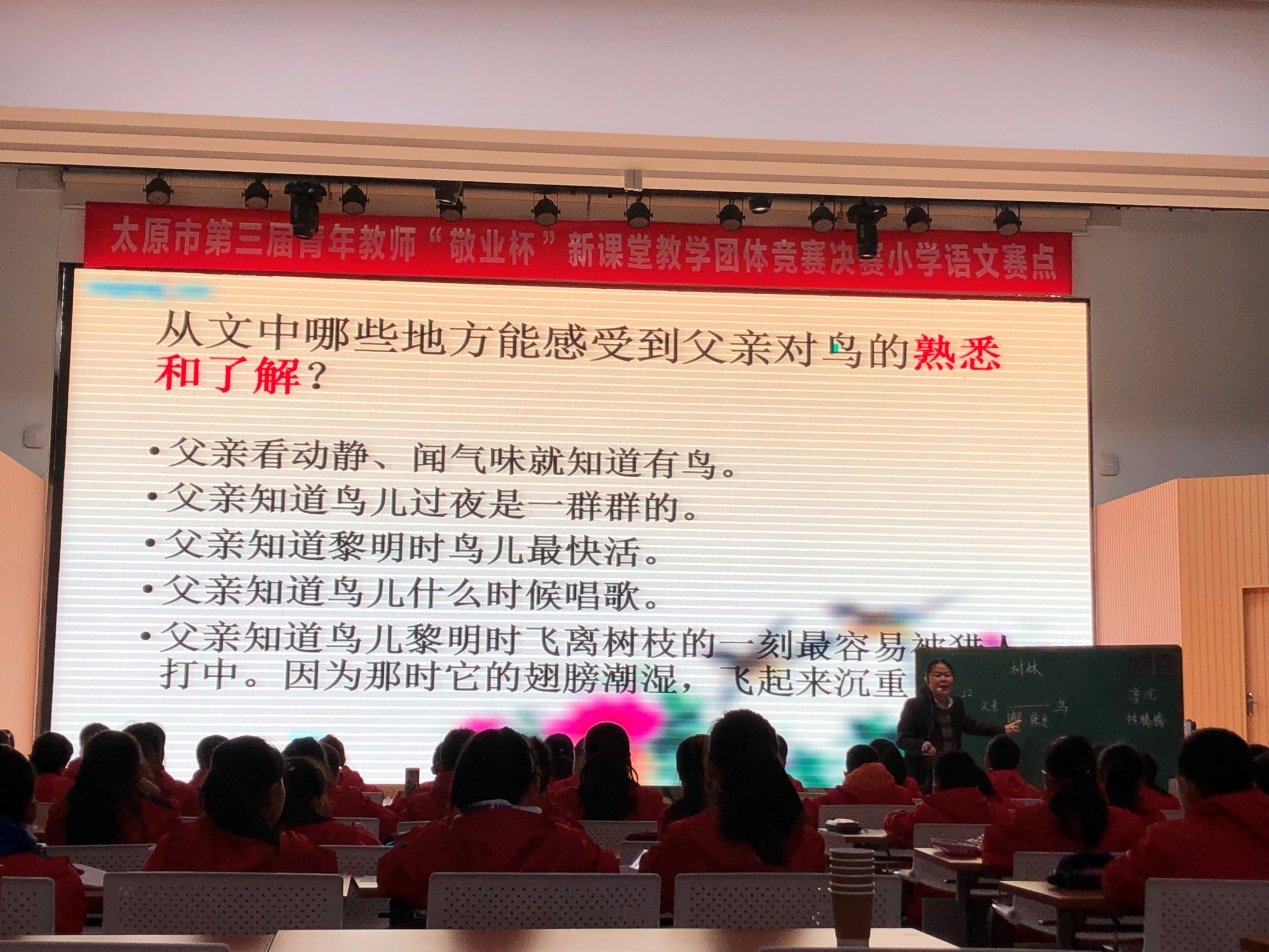 太原市第三届青年教师“敬业杯”新课堂教学团体竞赛决赛小学语文赛点
从文中哪些地方能感受到父亲对鸟的熟悉
和了解？
•父亲看动静、闻气味就知道有鸟。
•父亲知道鸟儿过夜是一群群的。
•父亲知道黎明时鸟儿最快活。
•父亲知道鸟儿什么时候唱歌。
•父亲知道鸟儿黎明时飞离树枝的一刻最容易被猎人
打中。因为那时它的翅膀潮湿，飞起来沉重
树林
22
父亲 鸟